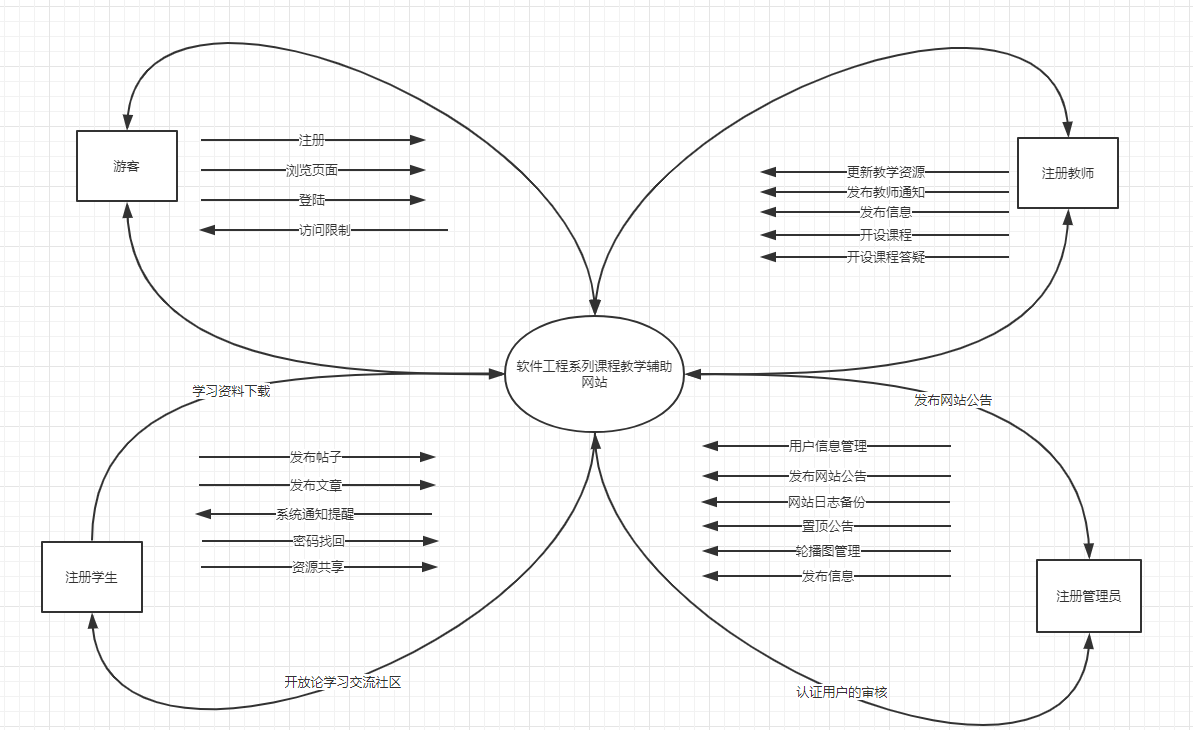 游客
注册
浏览页面
登陆
访问限制
注册教师
更新教学资源
发布教师通知
发布信息
开设课程
开设课程答疑
软件工程系列课程教学辅助
网站
学习资料下载
发布网站公告
发布帖子
发布文章
系统通知提醒
密码找回
资源共享
注册学生
用户信息管理
发布网站公告
网站日志备份
置顶公告
轮播图管理
发布信息
注册管理员
开放论学习交流社区
认证用户的审核